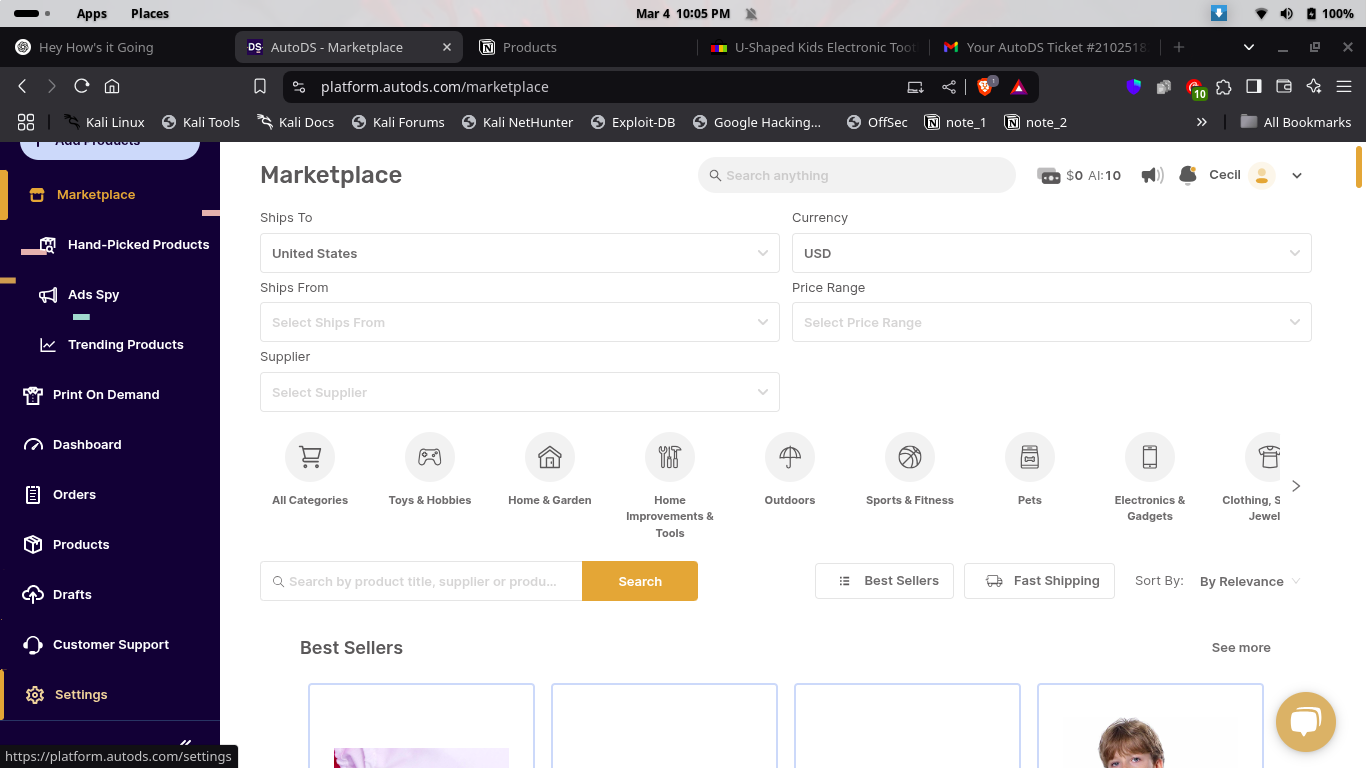 Apps
Places
Mar 4 10:05 PM
100%
Hey How's it Going
AutoDS - Marketplace
Products
U-Shaped Kids Electronic Toot
Your AutoDS Ticket #2102518
platform.autods.com/marketplace
1
10
Kali Linux
Kali Tools
Kali Docs
Kali Forums
Kali NetHunter
Exploit-DB
Google Hacking...
OffSec
note_1
note_2
All Bookmarks
Add Products
Marketplace
Hand-Picked Products
Ads Spy
Trending Products
Print On Demand
Dashboard
Orders
Products
Drafts
Customer Support
Settings
https://platform.autods.com/settings
Marketplace
Search anything
$0 AI:10
Cecil
Ships To
United States
Currency
USD
Ships From
Select Ships From
Price Range
Select Price Range
Supplier
Select Supplier
All Categories
Toys & Hobbies
Home & Garden
Home
Improvements &
Tools
Outdoors
Sports & Fitness
Pets
Electronics &
Gadgets
Clothing, S
Jewel
Search by product title, supplier or produ...
Search
Best Sellers
Fast Shipping
Sort By:
By Relevance
Best Sellers
See more